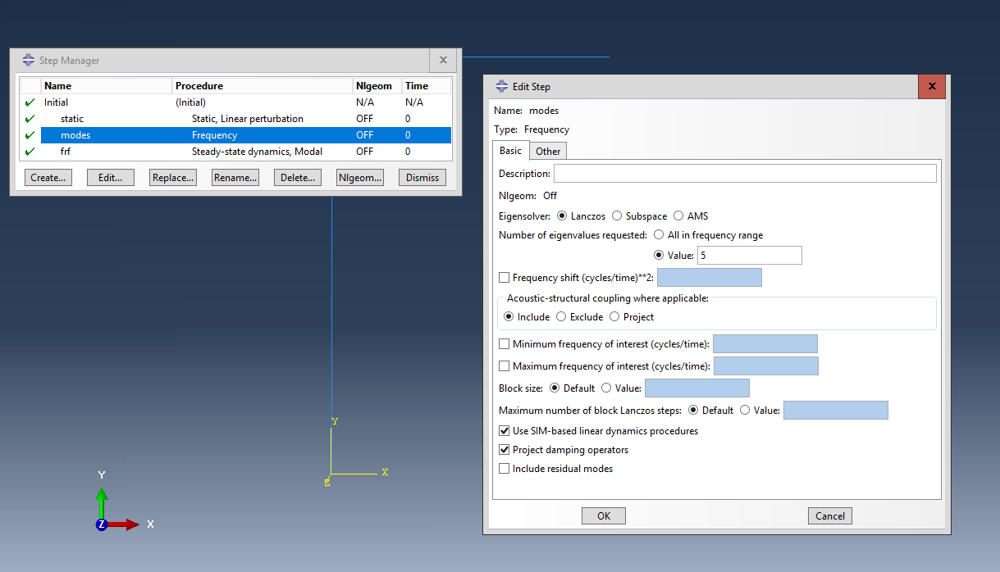 Step Manager
Name Procedure Nlgeom Time
Initial (Initial) N/A N/A
static Static, Linear perturbation OFF 0
modes Frequency OFF 0
frf Steady-state dynamics, Modal OFF 0
Create... Edit... Replace... Rename... Delete... Nlgeom... Dismiss
Edit Step
Name: modes
Type: Frequency
Basic Other
Description:
Nlgeom: Off
Eigensolver: Lanczos Subspace AMS
Number of eigenvalues requested: All in frequency range
Value: 5
Frequency shift (cycles/time)**2:
Acoustic-structural coupling where applicable:
Include Exclude Project
Minimum frequency of interest (cycles/time):
Maximum frequency of interest (cycles/time):
Block size: Default Value:
Maximum number of block Lanczos steps: Default Value:
Use SIM-based linear dynamics procedures
Project damping operators
Include residual modes
OK Cancel
Y
X
Z
Y
Z X